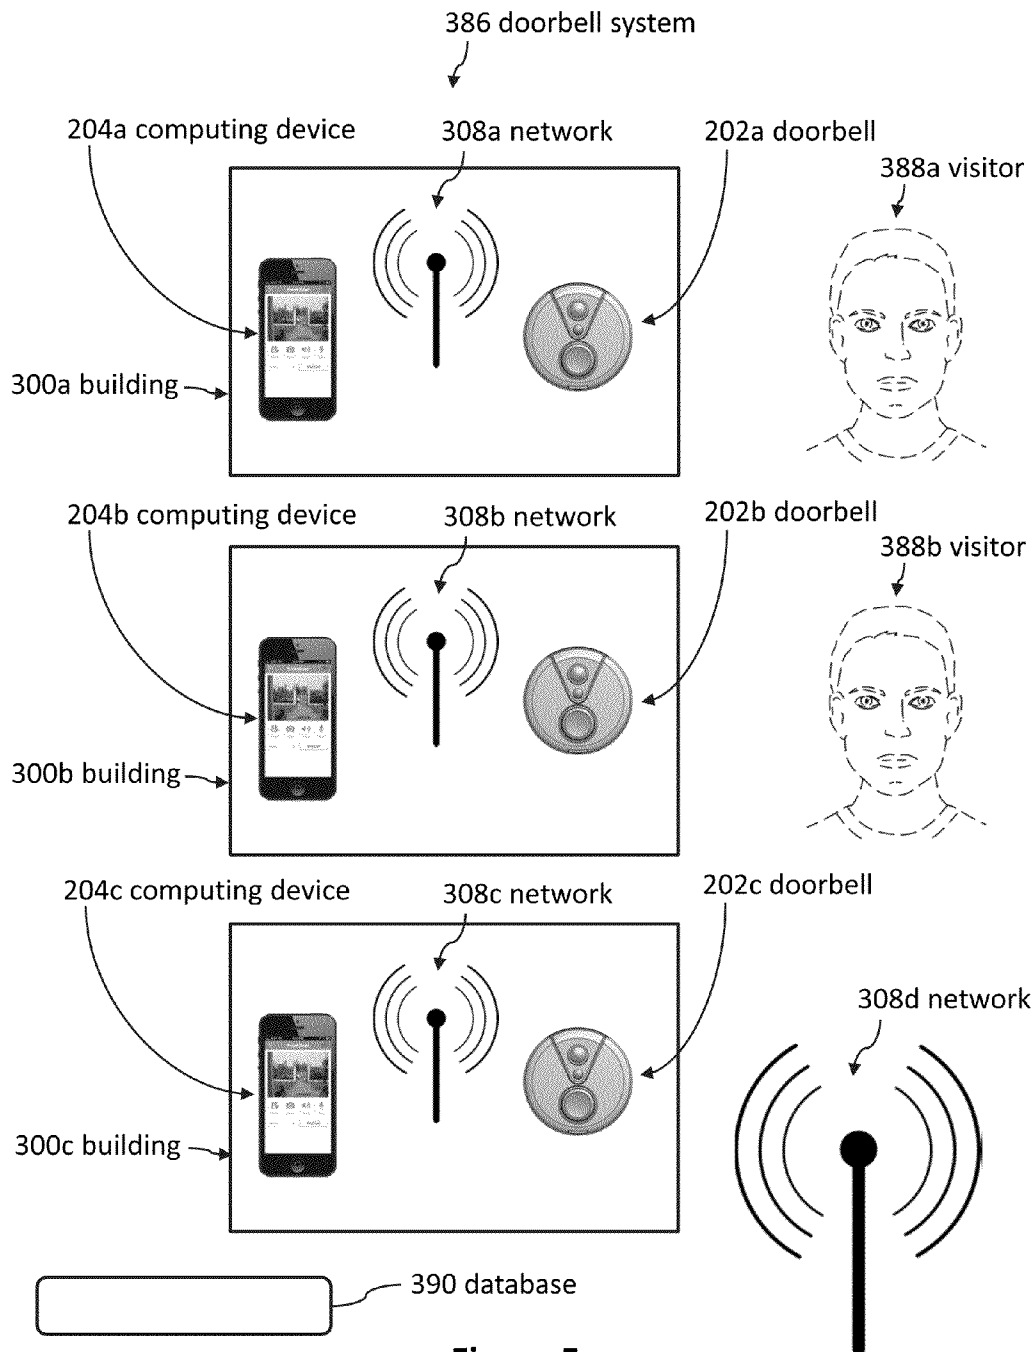 386 doorbell system
204a computing device
308a network
202a doorbell
388a visitor
300a building
204b computing device
308b network
202b doorbell
388b visitor
300b building
204c computing device
308c network
202c doorbell
308d network
300c building
390 database